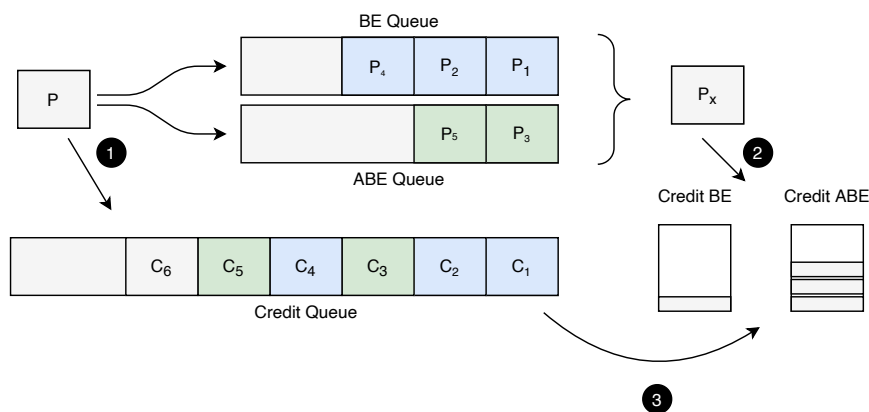 BE Queue
P
P₄
P₂
P₁
Pₓ
P₅
P₃
1
2
ABE Queue
Credit BE
Credit ABE
C₆
C₅
C₄
C₃
C₂
C₁
Credit Queue
3